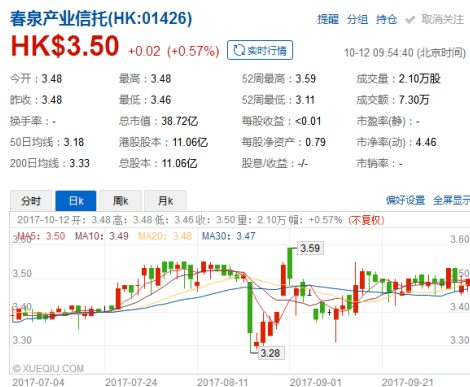 春泉产业信托(HK:01426)
提醒 分组 持仓 取消关注
HK$3.50 +0.02 (+0.57%) 实时行情
10-12 09:54:40 (北京时间)
今开：3.48 最高：3.48 52周最高：3.59 成交量：2.10万股
昨收：3.48 最低：3.46 52周最低：3.11 成交额：7.30万
换手率：- 总市值：38.72亿 每股收益：<0.01 市盈率(静)：-
50日均线：3.18 港股股本：11.06亿 每股净资产：0.79 市净率(动)：4.46
200日均线：3.33 总股本：11.06亿 股息/收益：-/- 市销率：-
分时 日k 周k 月k 偏好设置 全屏显示
2017-10-12 开：3.48 高：3.48 低：3.46 收：3.50 量：2.10万 幅：+0.57% (不复权)
3.60 3.60
MA5：3.50 MA10：3.49 MA20：3.48 MA30：3.47
3.59
3.50 3.50
3.40 3.40
3.30 3.30
3.28
©XUEQIU.COM
2017-07-04 2017-07-24 2017-08-11 2017-09-01 2017-09-21